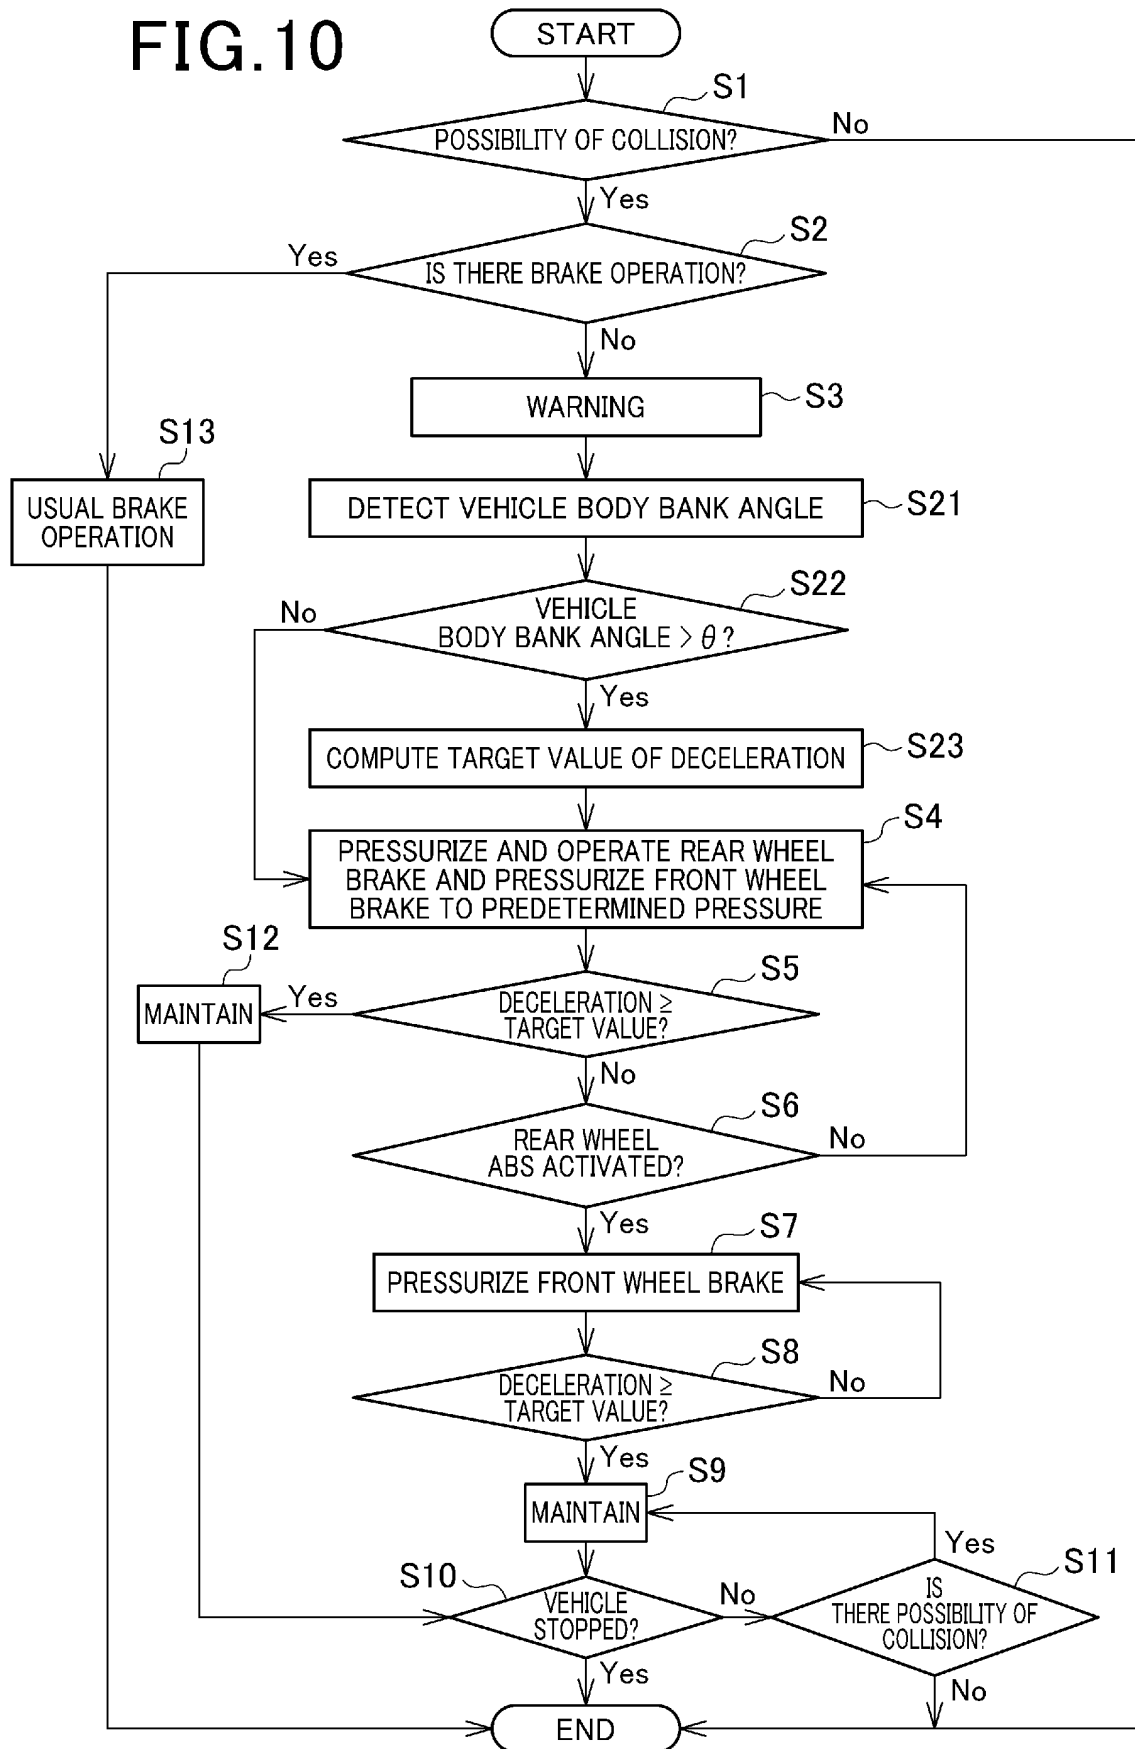 FIG.10
START
S1
POSSIBILITY OF COLLISION?
No
Yes
S2
Yes
IS THERE BRAKE OPERATION?
No
S3
WARNING
S13
USUAL BRAKE
OPERATION
S21
DETECT VEHICLE BODY BANK ANGLE
S22
No
VEHICLE
BODY BANK ANGLE > θ ?
Yes
S23
COMPUTE TARGET VALUE OF DECELERATION
S4
PRESSURIZE AND OPERATE REAR WHEEL
BRAKE AND PRESSURIZE FRONT WHEEL
BRAKE TO PREDETERMINED PRESSURE
S12
MAINTAIN
Yes
S5
DECELERATION ≥
TARGET VALUE?
No
S6
REAR WHEEL
ABS ACTIVATED?
No
Yes
S7
PRESSURIZE FRONT WHEEL BRAKE
S8
DECELERATION ≥
TARGET VALUE?
No
Yes
S9
MAINTAIN
Yes
S10
VEHICLE
STOPPED?
No
S11
IS
THERE POSSIBILITY OF
COLLISION?
Yes
No
END